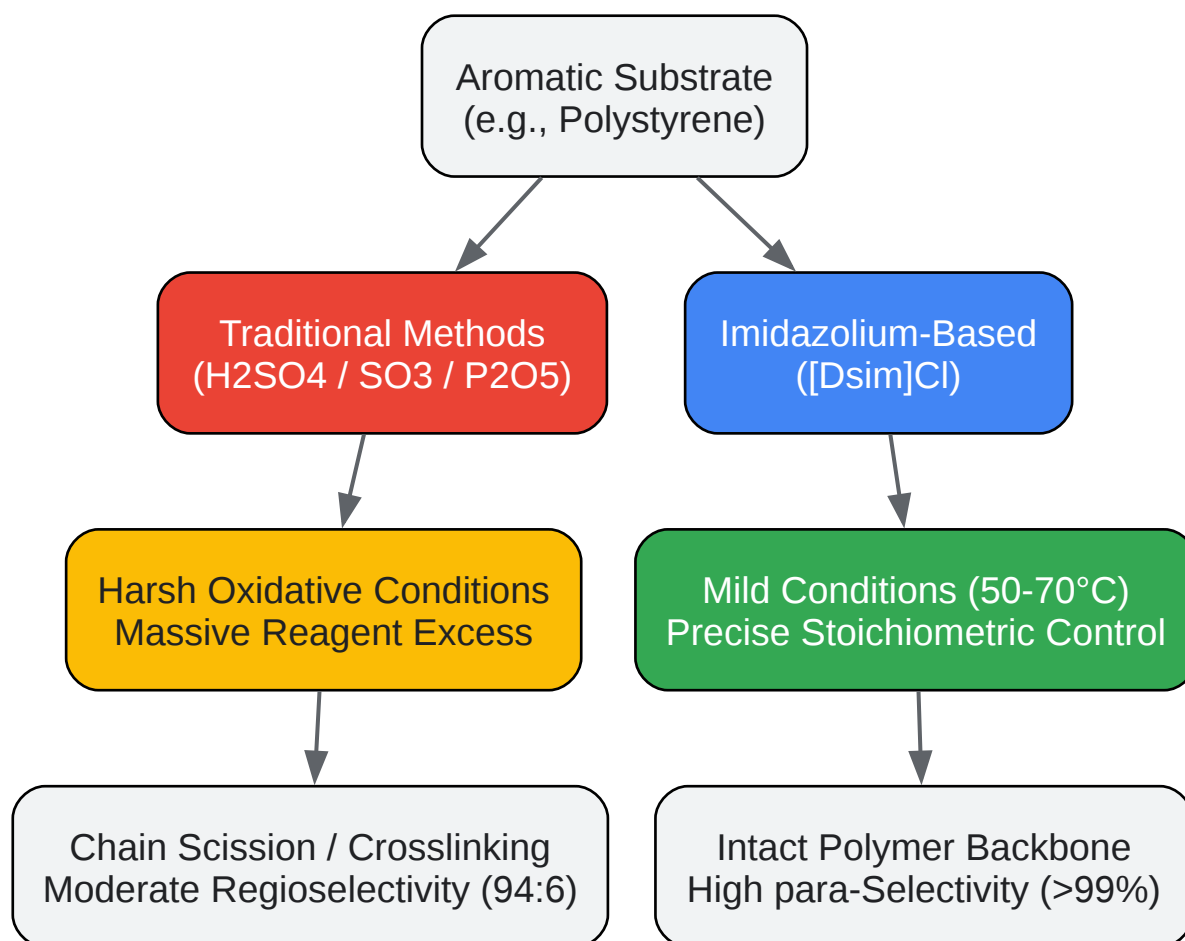 Aromatic Substrate
(e.g., Polystyrene)
Traditional Methods
(H2SO4 / SO3 / P2O5)
Imidazolium-Based
([Dsim]Cl)
Harsh Oxidative Conditions
Massive Reagent Excess
Mild Conditions (50-70°C)
Precise Stoichiometric Control
Chain Scission / Crosslinking
Moderate Regioselectivity (94:6)
Intact Polymer Backbone
High para-Selectivity (>99%)